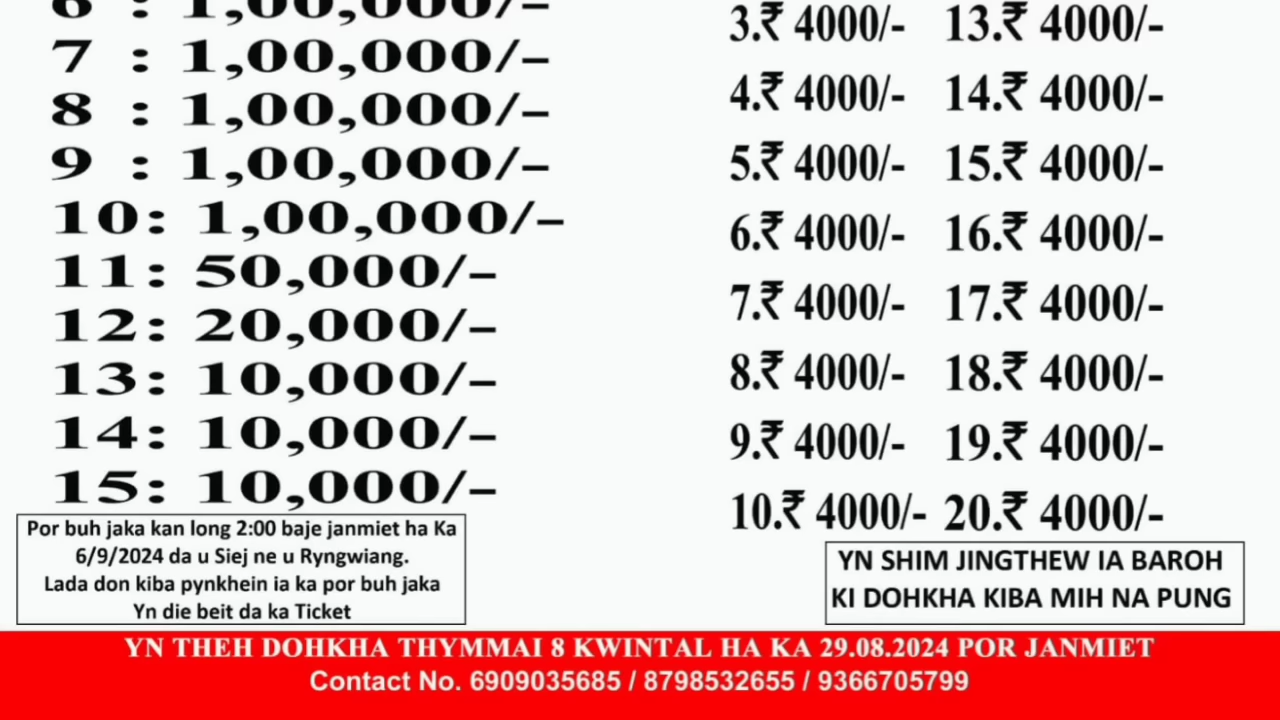 6 : 1,00,000/-
7 : 1,00,000/-
8 : 1,00,000/-
9 : 1,00,000/-
10: 1,00,000/-
11: 50,000/-
12: 20,000/-
13: 10,000/-
14: 10,000/-
15: 10,000/-
3.₹ 4000/- 13.₹ 4000/-
4.₹ 4000/- 14.₹ 4000/-
5.₹ 4000/- 15.₹ 4000/-
6.₹ 4000/- 16.₹ 4000/-
7.₹ 4000/- 17.₹ 4000/-
8.₹ 4000/- 18.₹ 4000/-
9.₹ 4000/- 19.₹ 4000/-
10.₹ 4000/- 20.₹ 4000/-
Por buh jaka kan long 2:00 baje janmiet ha Ka
6/9/2024 da u Siej ne u Ryngwiang.
Lada don kiba pynkhein ia ka por buh jaka
Yn die beit da ka Ticket
YN SHIM JINGTHEW IA BAROH
KI DOHKHA KIBA MIH NA PUNG
YN THEH DOHKHA THYMMAI 8 KWINTAL HA KA 29.08.2024 POR JANMIET
Contact No. 6909035685 / 8798532655 / 9366705799